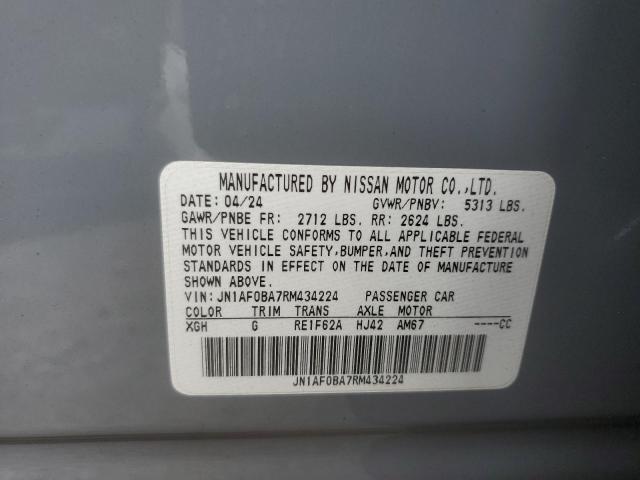 MANUFACTURED BY NISSAN MOTOR CO.,LTD.
DATE: 04/24 GVWR/PNBV: 5313 LBS.
GAWR/PNBE FR: 2712 LBS. RR: 2624 LBS.
THIS VEHICLE CONFORMS TO ALL APPLICABLE FEDERAL
MOTOR VEHICLE SAFETY,BUMPER,AND THEFT PREVENTION
STANDARDS IN EFFECT ON THE DATE OF MANUFACTURE
SHOWN ABOVE.
VIN: JN1AF0BA7RM434224 PASSENGER CAR
COLOR TRIM TRANS AXLE MOTOR
XGH G RE1F62A HJ42 AM67 ----CC
JN1AF0BA7RM434224